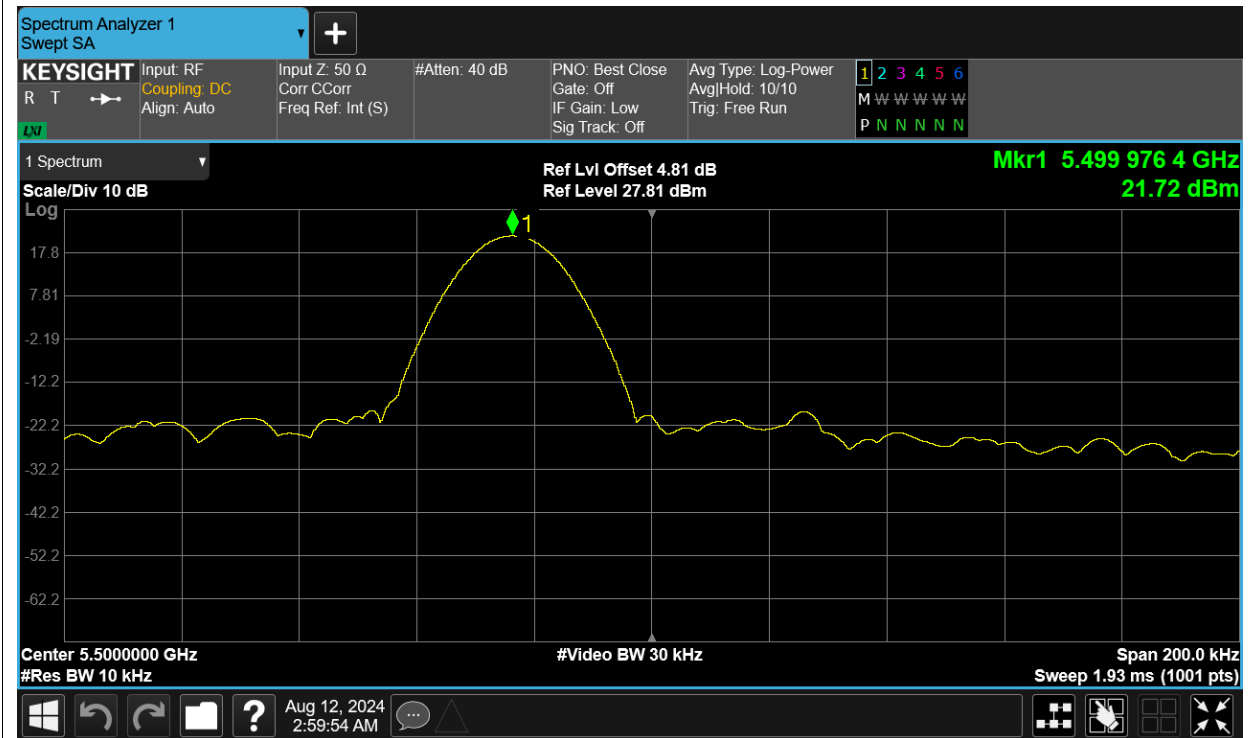 Spectrum Analyzer 1
Swept SA
KEYSIGHT
R T
LXI
Input: RF
Coupling: DC
Align: Auto
Input Z: 50 Ω
Corr CCorr
Freq Ref: Int (S)
#Atten: 40 dB
PNO: Best Close
Gate: Off
IF Gain: Low
Sig Track: Off
Avg Type: Log-Power
Avg|Hold: 10/10
Trig: Free Run
1 2 3 4 5 6
M W W W W W
P N N N N N
1 Spectrum
Scale/Div 10 dB
Log
Ref Lvl Offset 4.81 dB
Ref Level 27.81 dBm
Mkr1 5.499 976 4 GHz
21.72 dBm
1
17.8
7.81
-2.19
-12.2
-22.2
-32.2
-42.2
-52.2
-62.2
Center 5.5000000 GHz
#Res BW 10 kHz
#Video BW 30 kHz
Span 200.0 kHz
Sweep 1.93 ms (1001 pts)
?
Aug 12, 2024
2:59:54 AM